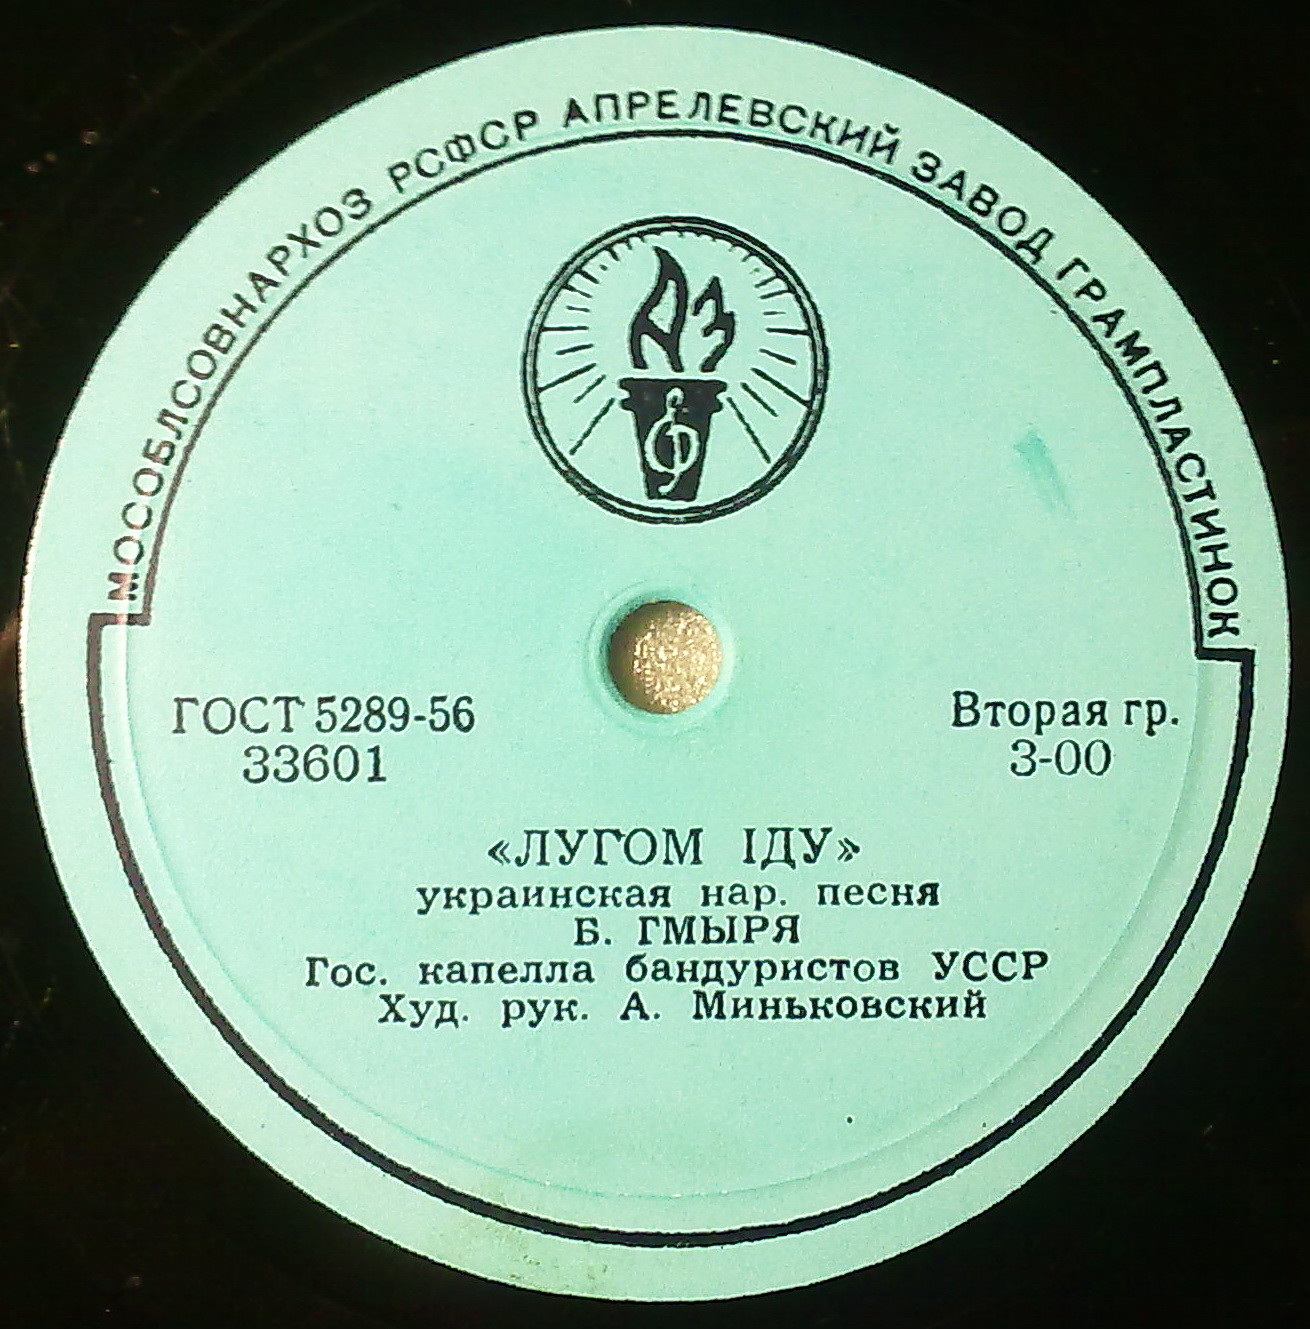 МОСОБЛСОВНАРХОЗ РСФСР АПРЕЛЕВСКИЙ ЗАВОД ГРАМПЛАСТИНОК
АЗ
ГОСТ 5289-56
33601
Вторая гр.
3-00
«ЛУГОМ ІДУ»
украинская нар. песня
Б. ГМЫРЯ
Гос. капелла бандуристов УССР
Худ. рук. А. Миньковский